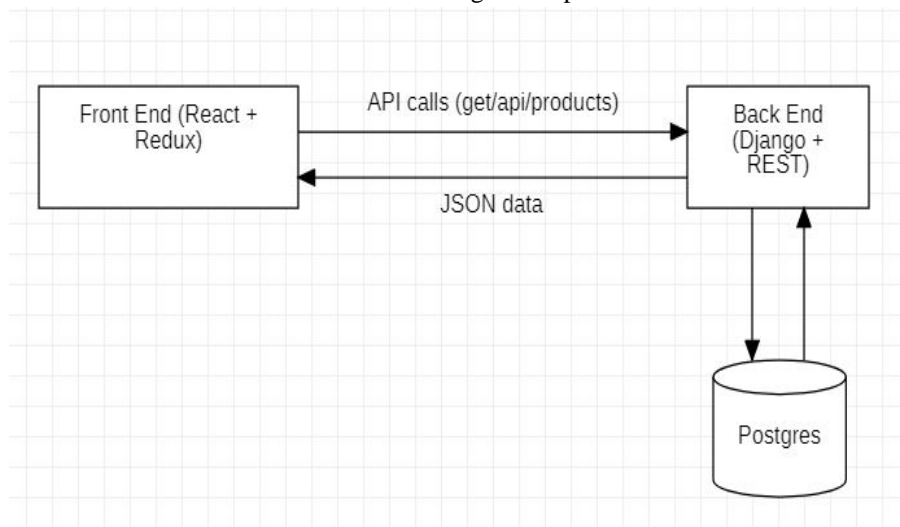 Front End (React +
Redux)
API calls (get/api/products)
JSON data
Back End
(Django +
REST)
Postgres